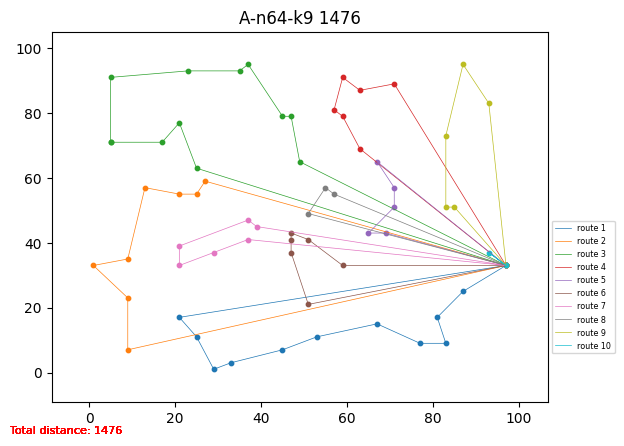 A-n64-k9 1476
100
80
60
40
20
0
0 20 40 60 80 100
route 1
route 2
route 3
route 4
route 5
route 6
route 7
route 8
route 9
route 10
Total distance: 1476